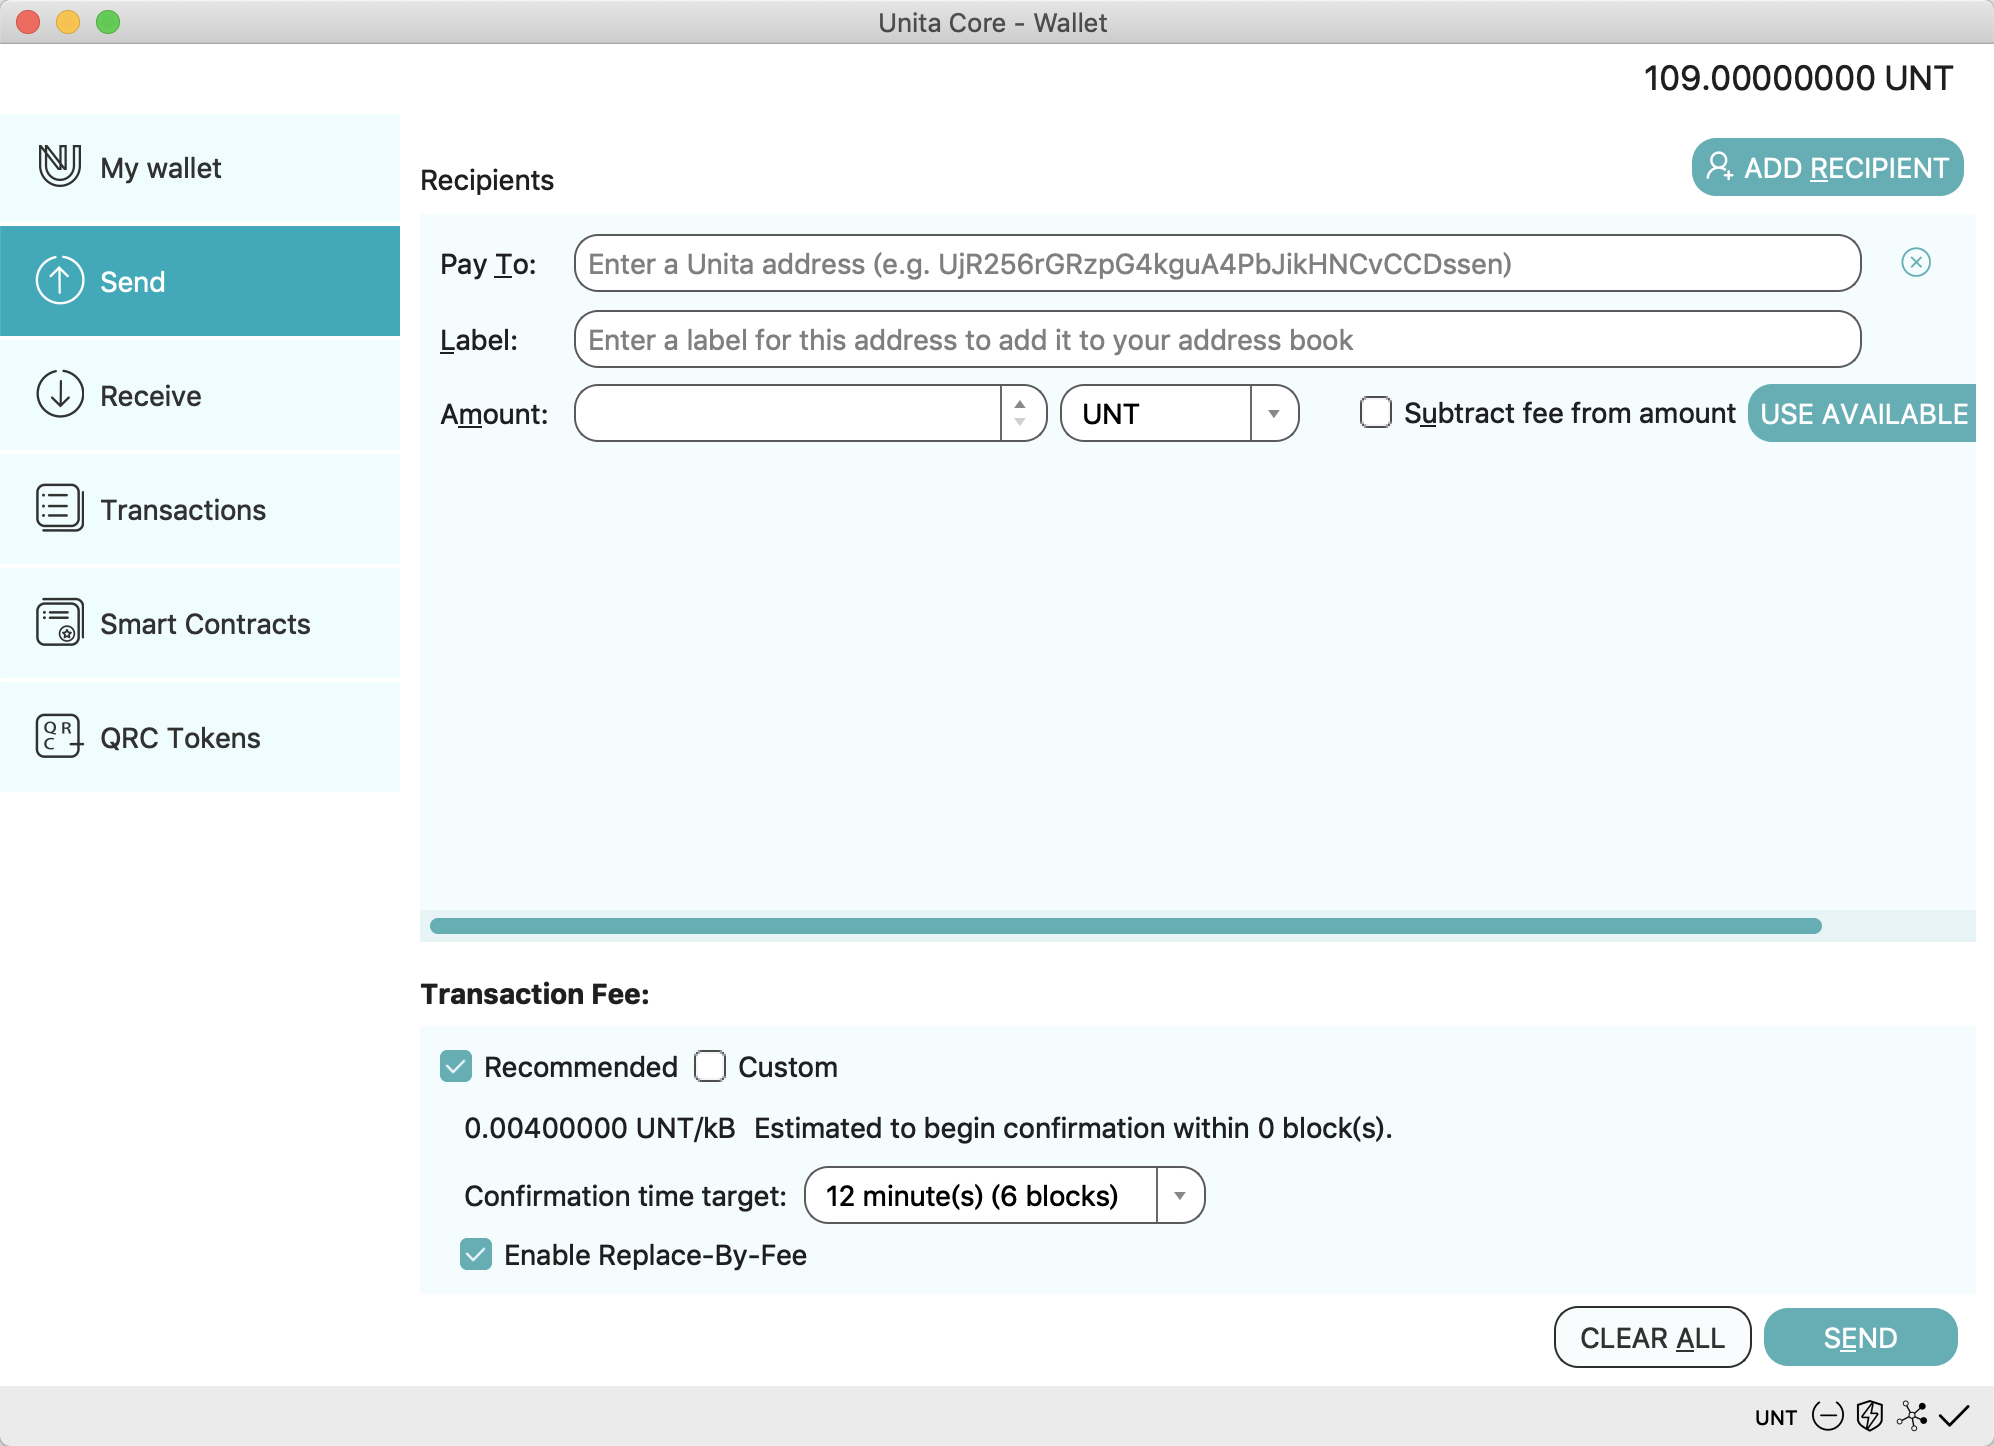 Unita Core - Wallet
109.00000000 UNT
My wallet
Send
Receive
Transactions
Smart Contracts
QRC
QRC Tokens
Recipients
ADD RECIPIENT
Pay To: Enter a Unita address (e.g. UjR256rGRzpG4kguA4PbJikHNCvCCDssen)
Label: Enter a label for this address to add it to your address book
Amount: UNT Subtract fee from amount USE AVAILABLE
Transaction Fee:
Recommended Custom
0.00400000 UNT/kB Estimated to begin confirmation within 0 block(s).
Confirmation time target: 12 minute(s) (6 blocks)
Enable Replace-By-Fee
CLEAR ALL SEND
UNT